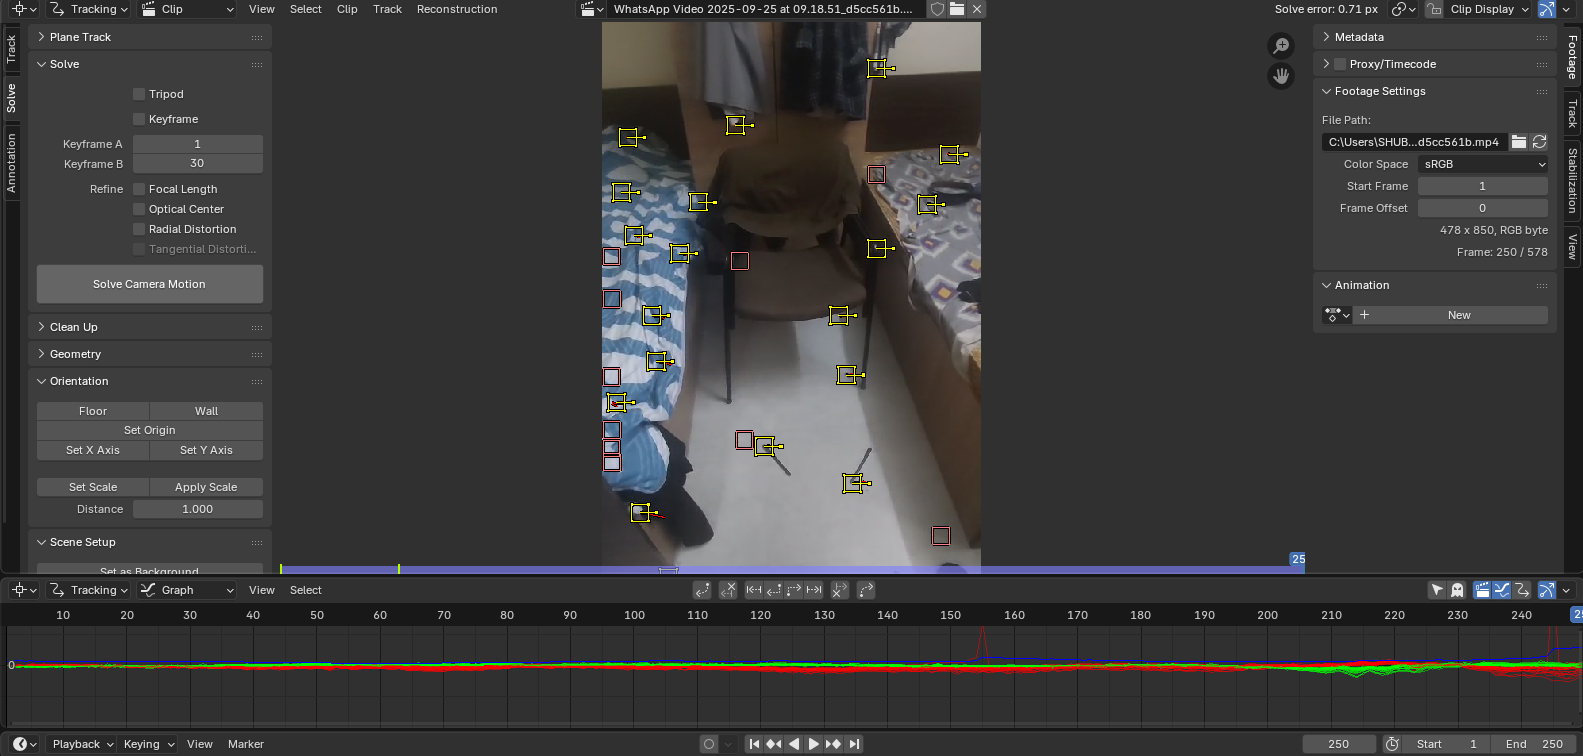 Tracking Clip View Select Clip Track Reconstruction WhatsApp Video 2025-09-25 at 09.18.51_d5cc561b.... Solve error: 0.71 px Clip Display
Track
Solve
Annotation
Plane Track
Solve
Tripod
Keyframe
Keyframe A 1
Keyframe B 30
Refine Focal Length
Optical Center
Radial Distortion
Tangential Distorti...
Solve Camera Motion
Clean Up
Geometry
Orientation
Floor Wall
Set Origin
Set X Axis Set Y Axis
Set Scale Apply Scale
Distance 1.000
Scene Setup
Set as Background
Metadata
Proxy/Timecode
Footage Settings
File Path:
C:\Users\SHUB...d5cc561b.mp4
Color Space sRGB
Start Frame 1
Frame Offset 0
478 x 850, RGB byte
Frame: 250 / 578
Animation
New
Footage
Track
Stabilization
View
25
Tracking Graph View Select
10 20 30 40 50 60 70 80 90 100 110 120 130 140 150 160 170 180 190 200 210 220 230 240 25
0
Playback Keying View Marker 250 Start 1 End 250